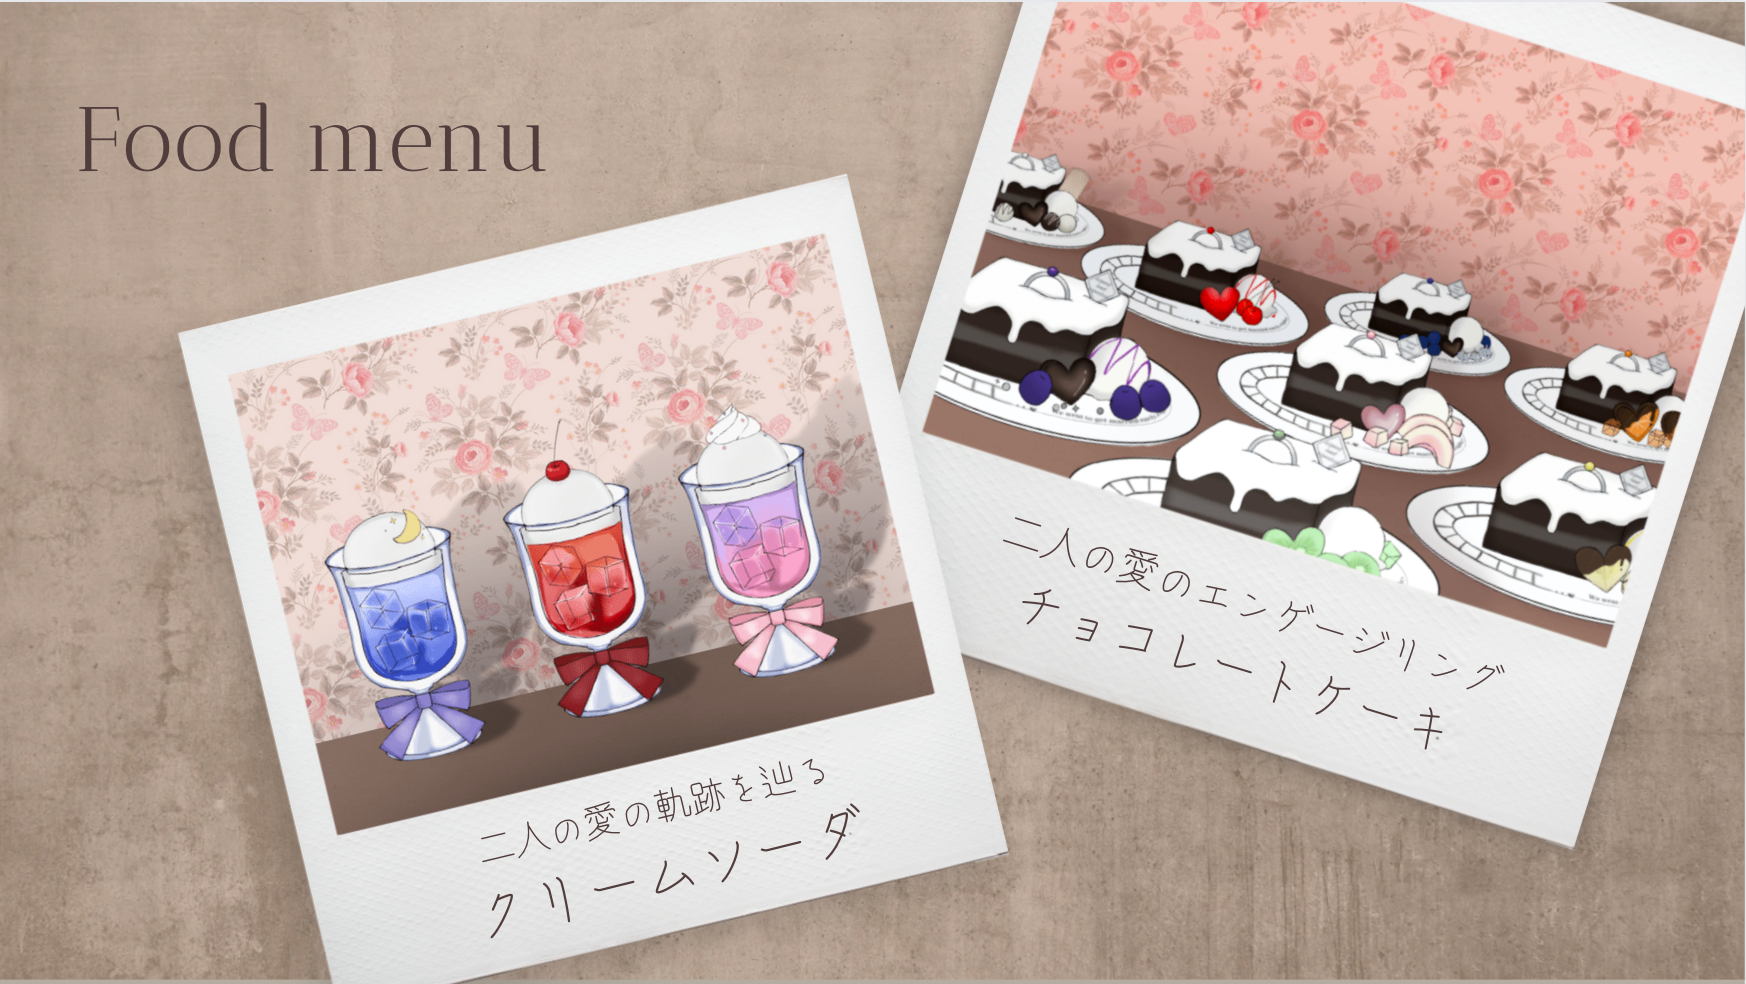 Food menu
二人の愛の軌跡を辿る
クリームソーダ
二人の愛のエンゲージリング
チョコレートケーキ